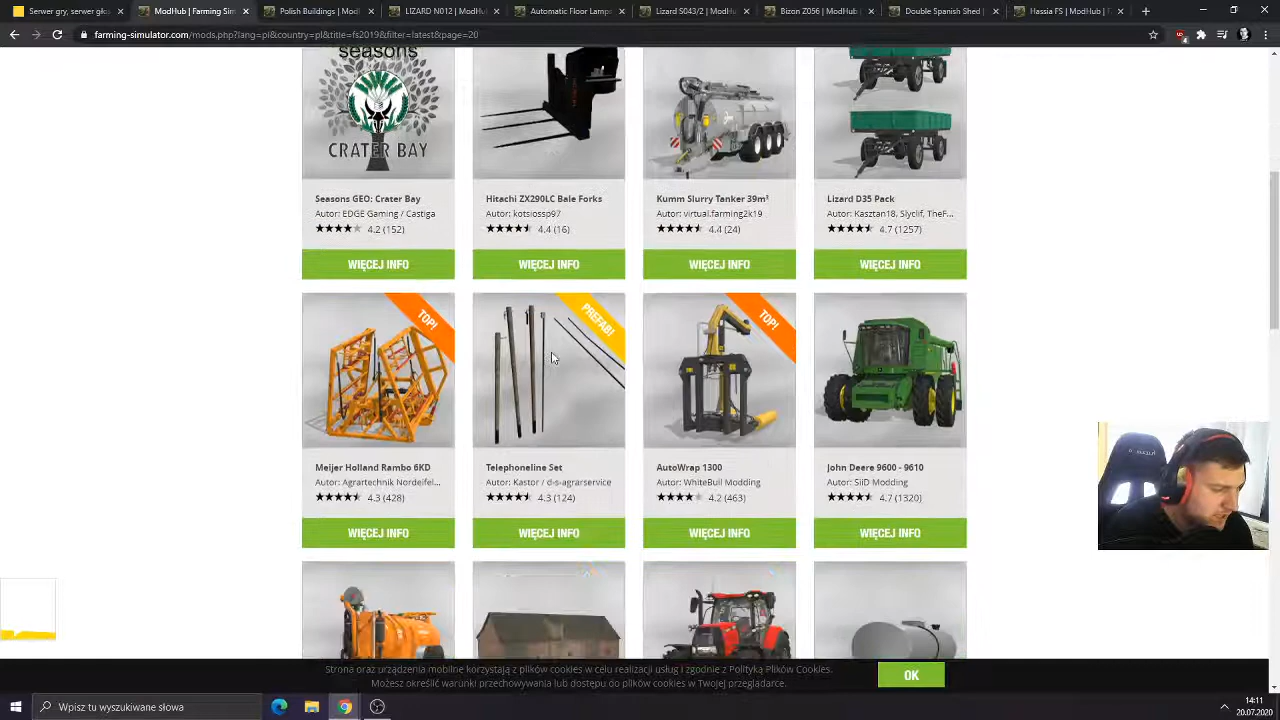 Serwer gry, serwer
ModHub | Farming Sim
Polish Buildings | Mod
LIZARD N012 | ModHub
Automatic Floor Lamps
Lizard S043/2 | ModHub
Bizon Z056 | ModHub
Double Spanish Shed |
Hassia FS | ModHub | F
farming-simulator.com/mods.php?lang=pl&country=pl&title=fs2019&filter=latest&page=20
seasons
CRATER BAY
Seasons GEO: Crater Bay
Autor: EDGE Gaming / Castiga
4.2 (152)
WIĘCEJ INFO
Hitachi ZX290LC Bale Forks
Autor: kotsiossp97
4.4 (16)
WIĘCEJ INFO
Kumm Slurry Tanker 39m³
Autor: virtual.farming2k19
4.4 (24)
WIĘCEJ INFO
Lizard D35 Pack
Autor: Kasztan18, Slyclif, TheF...
4.7 (1257)
WIĘCEJ INFO
TOP!
Meijer Holland Rambo 6KD
Autor: Agrartechnik Nordeifel...
4.3 (428)
WIĘCEJ INFO
PREFAB!
Telephoneline Set
Autor: Kastor / d-s-agrarservice
4.3 (124)
WIĘCEJ INFO
TOP!
AutoWrap 1300
Autor: WhiteBull Modding
4.2 (463)
WIĘCEJ INFO
John Deere 9600 - 9610
Autor: SiiD Modding
4.7 (1320)
WIĘCEJ INFO
Strona oraz urządzenia mobilne korzystają z plików cookies w celu realizacji usług i zgodnie z Polityką Plików Cookies.
Możesz określić warunki przechowywania lub dostępu do plików cookies w Twojej przeglądarce.
OK
Wpisz tu wyszukiwane słowa
14:11
20.07.2020